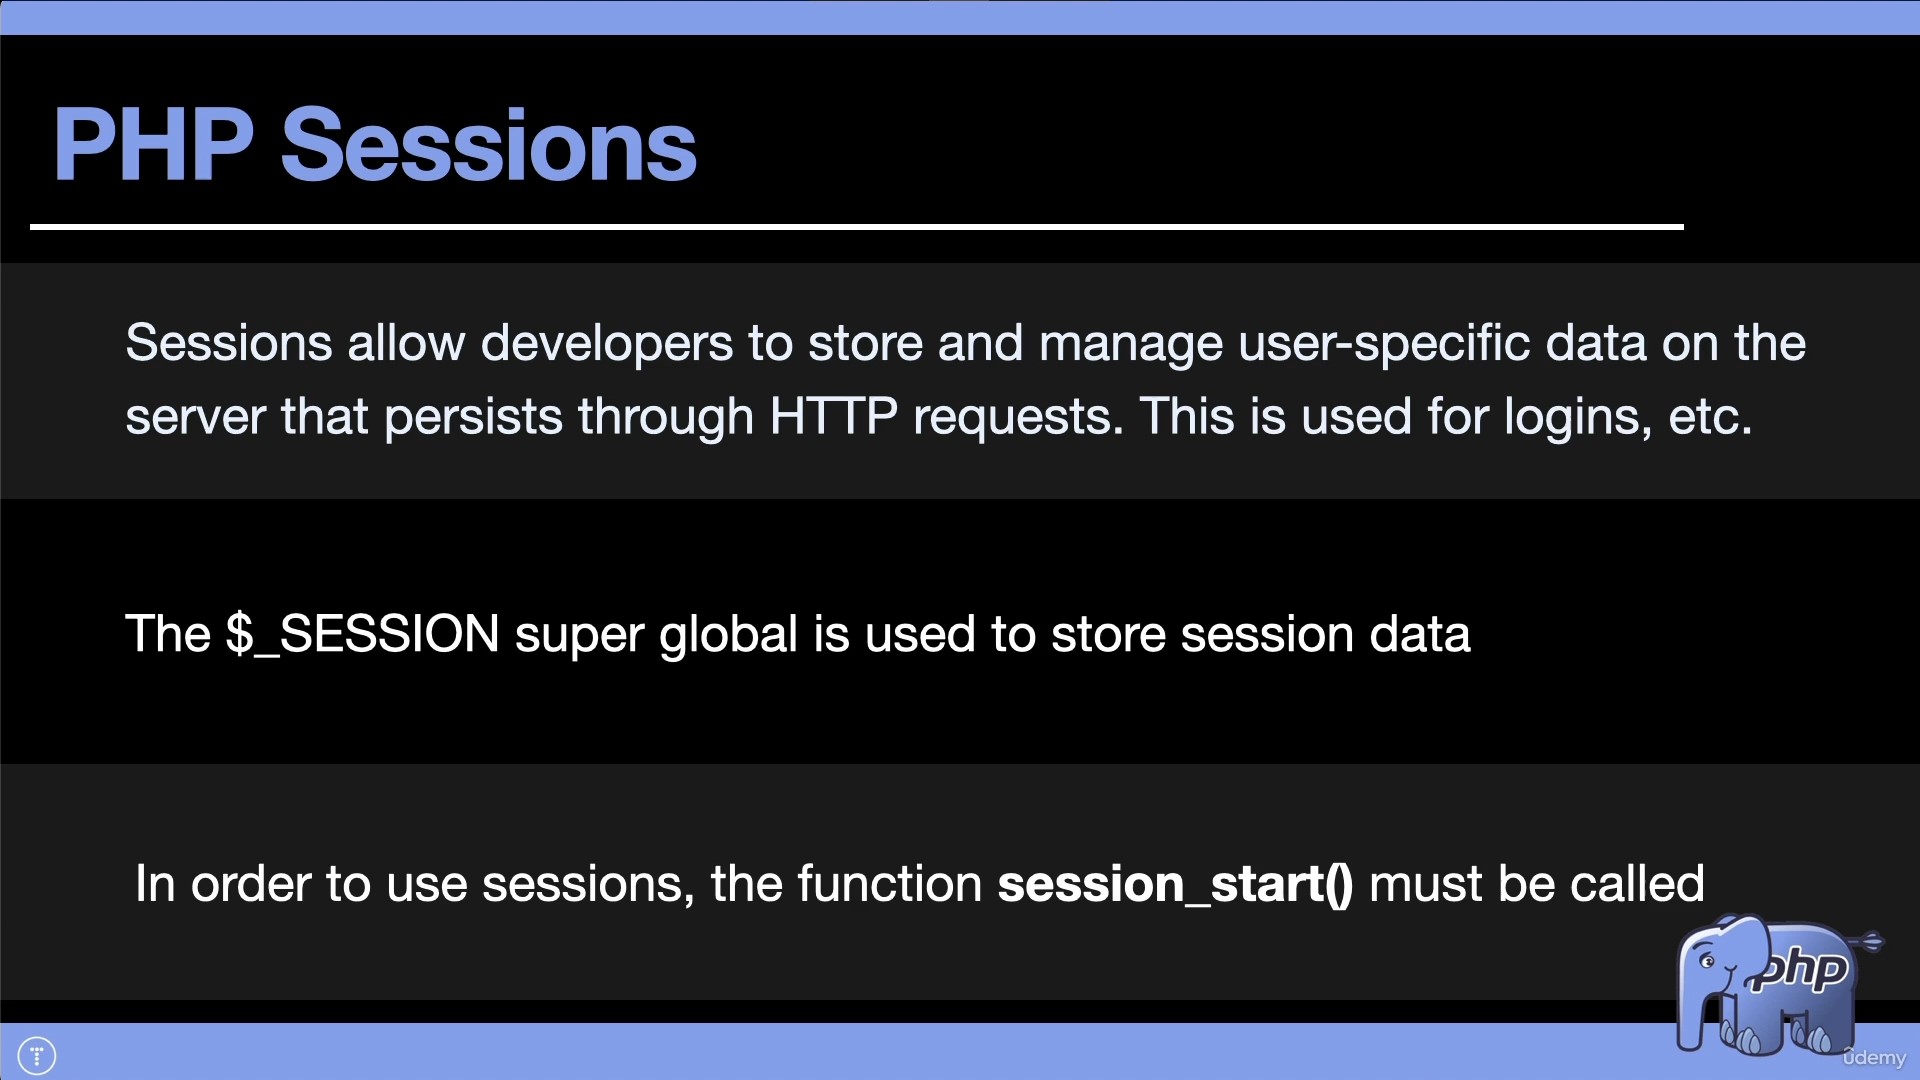 PHP Sessions
Sessions allow developers to store and manage user-specific data on the
server that persists through HTTP requests. This is used for logins, etc.
The $_SESSION super global is used to store session data
In order to use sessions, the function session_start() must be called
php
T
ûdemy